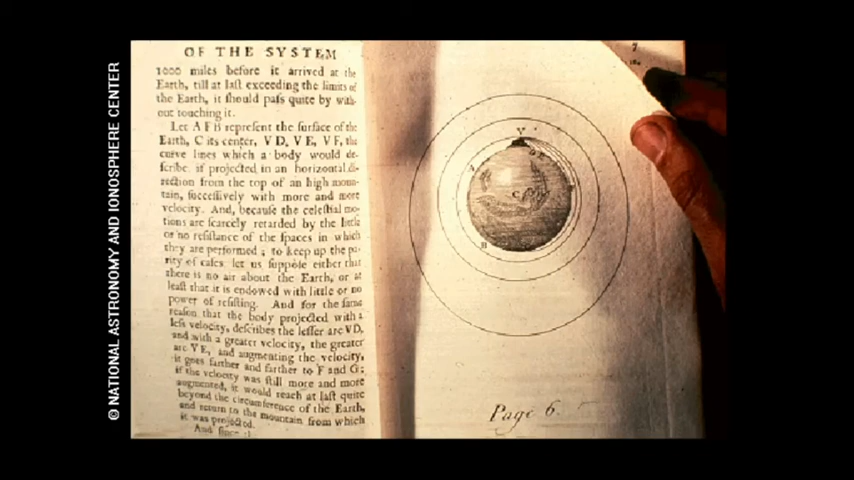 © NATIONAL ASTRONOMY AND IONOSPHERE CENTER
OF THE SYSTEM
1000 miles before it arrived at the
Earth, till at laſt exceeding the limits of
the Earth, it ſhould paſs quite by with-
out touching it.
Let A F B repreſent the ſurface of the
Earth, C its center, V D, V E, V F, the
curve lines which a body would de-
ſcribe, if projected in an horizontal di-
rection from the top of an high moun-
tain, ſucceſſively with more and more
velocity. And, becauſe the celeſtial mo-
tions are ſcarcely retarded by the little
or no reſiſtance of the ſpaces in which
they are performed; to keep up the pa-
rity of caſes, let us ſuppoſe either that
there is no air about the Earth, or at
leaſt that it is endowed with little or no
power of reſiſting. And for the ſame
reaſon that the body projected with a
leſs velocity, deſcribes the leſſer arc VD,
and with a greater velocity, the greater
arc VE, and augmenting the velocity,
it goes farther and farther to F and G;
if the velocity was ſtill more and more
augmented, it would reach at laſt quite
beyond the circumference of the Earth,
and return to the mountain from which
it was projected.
And ſince
7
V
A
C
B
Page 6.